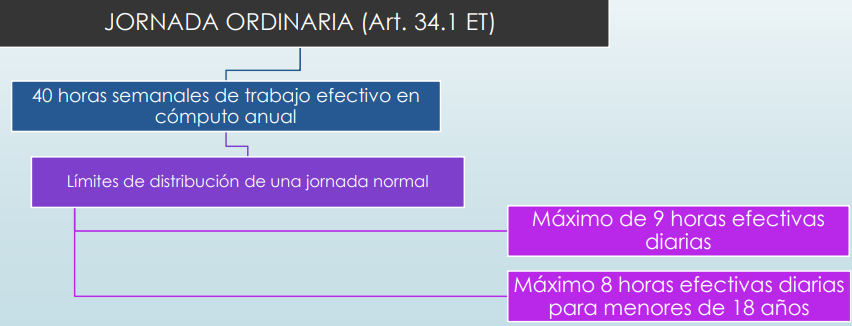 JORNADA ORDINARIA (Art. 34.1 ET)
40 horas semanales de trabajo efectivo en
cómputo anual
Límites de distribución de una jornada normal
Máximo de 9 horas efectivas
diarias
Máximo 8 horas efectivas diarias
para menores de 18 años